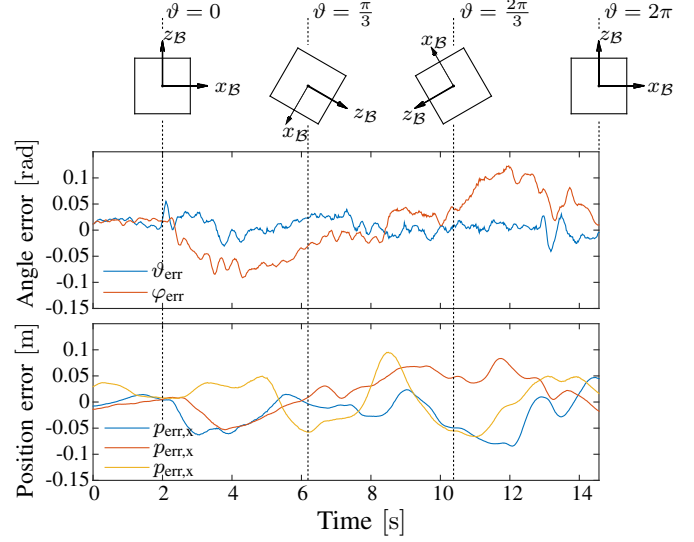 ϑ = 0
ϑ = π/3
ϑ = 2π/3
ϑ = 2π
z_B
x_B
x_B
z_B
x_B
z_B
z_B
x_B
Angle error [rad]
0.1
0.05
0
-0.05
-0.1
-0.15
ϑ_err
φ_err
Position error [m]
0.1
0.05
0
-0.05
-0.1
-0.15
p_err,x
p_err,x
p_err,x
0 2 4 6 8 10 12 14
Time [s]